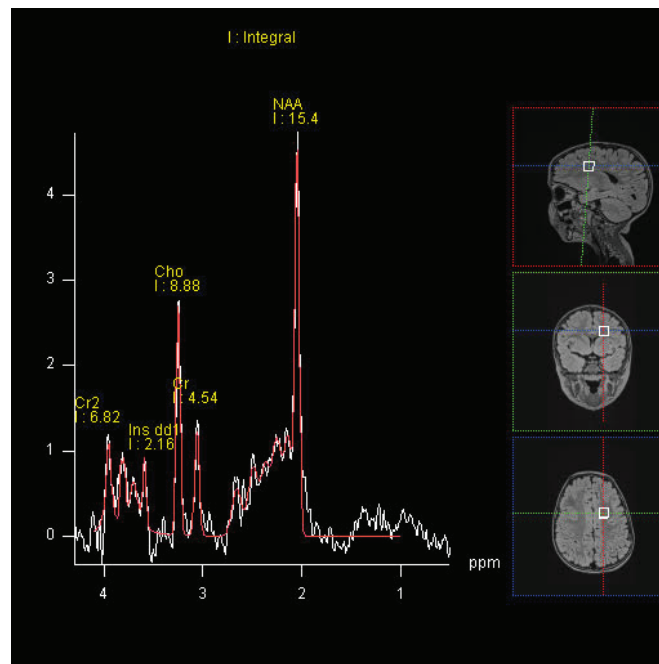 I : Integral
NAA
I : 15.4
4
3
Cho
I : 8.88
2
Cr
I : 4.54
Cr2
I : 6.82
Ins dd1
I : 2.16
1
0
ppm
4
3
2
1